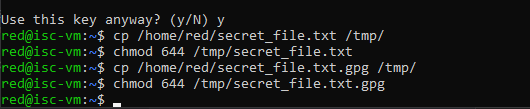 Use this key anyway? (y/N) y
red@isc-vm:~$ cp /home/red/secret_file.txt /tmp/
red@isc-vm:~$ chmod 644 /tmp/secret_file.txt
red@isc-vm:~$ cp /home/red/secret_file.txt.gpg /tmp/
red@isc-vm:~$ chmod 644 /tmp/secret_file.txt.gpg
red@isc-vm:~$